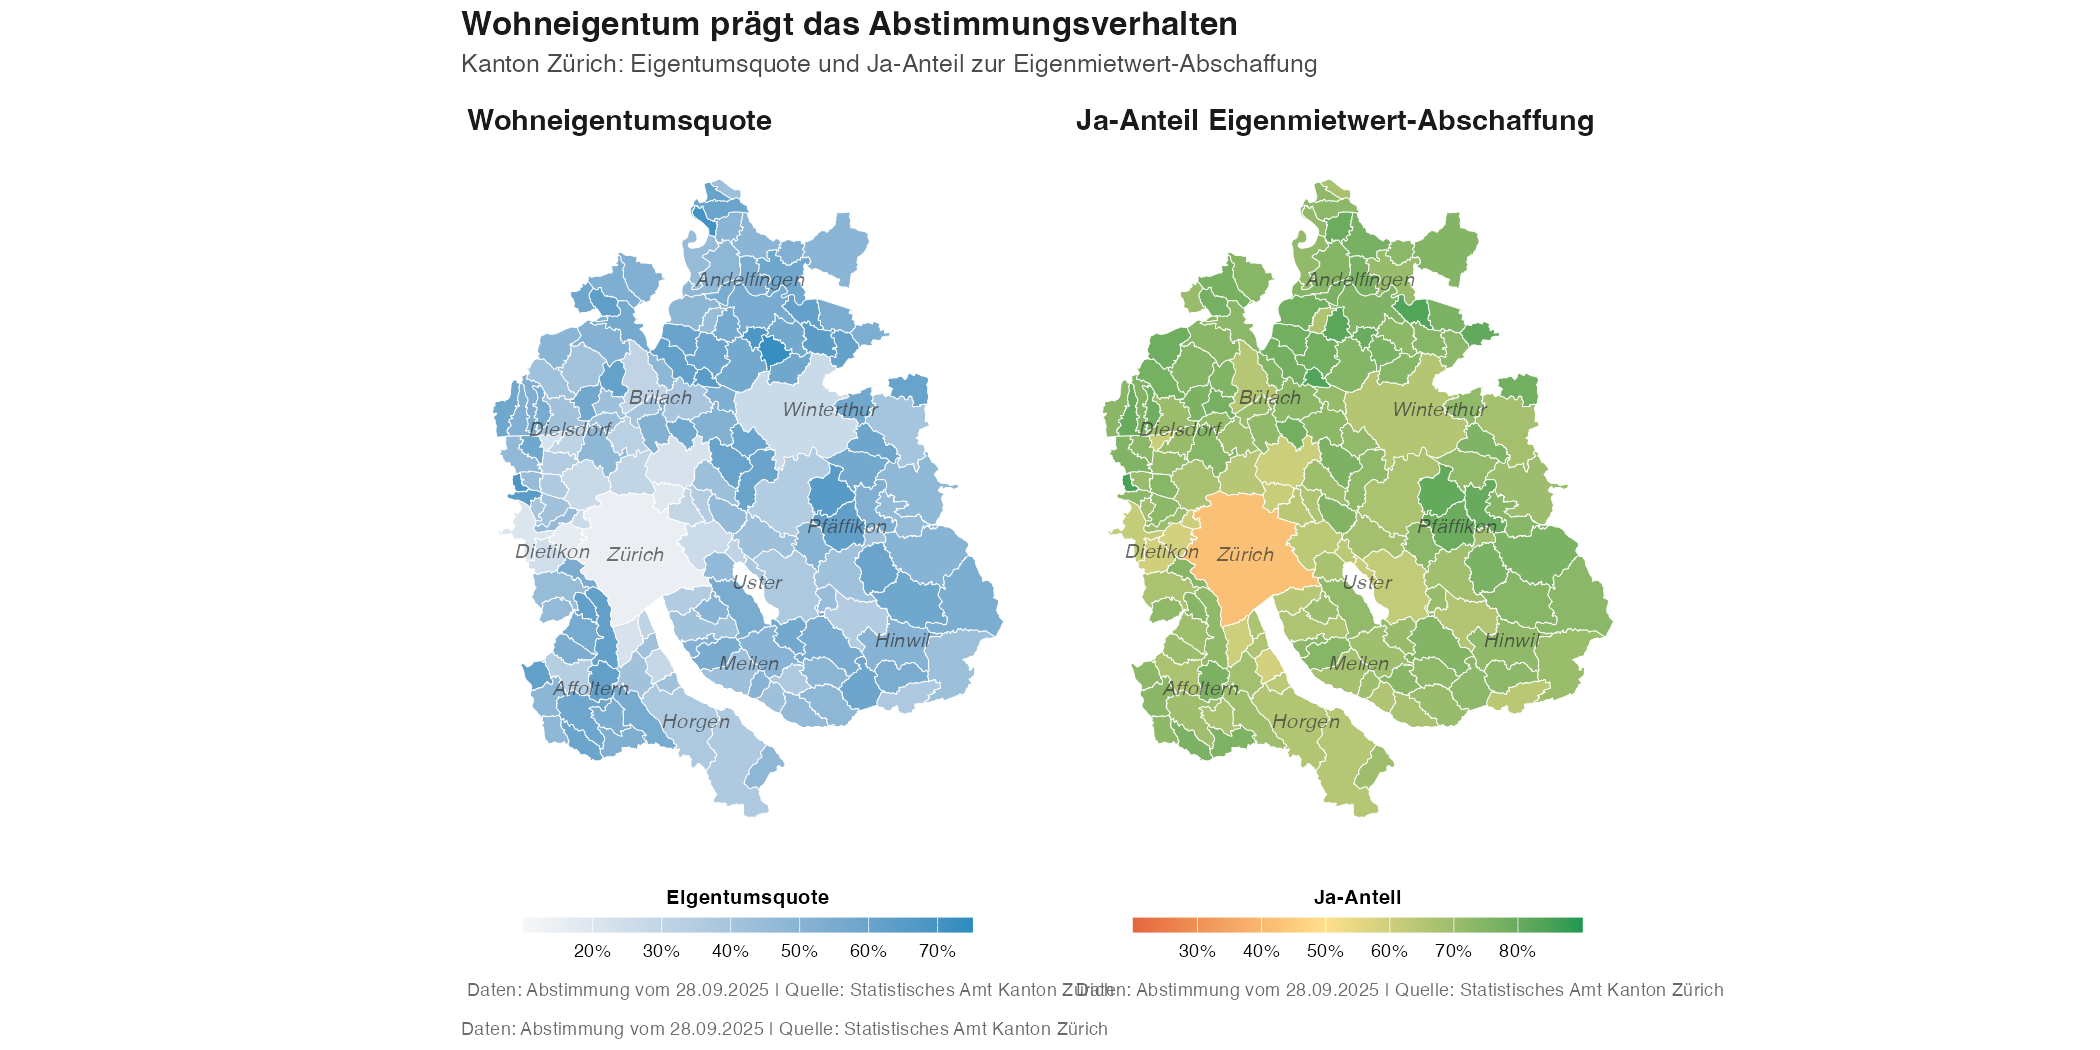 Wohneigentum prägt das Abstimmungsverhalten
Kanton Zürich: Eigentumsquote und Ja-Anteil zur Eigenmietwert-Abschaffung
Wohneigentumsquote
Andelfingen
Bülach
Winterthur
Dielsdorf
Pfäffikon
Dietikon
Zürich
Uster
Hinwil
Meilen
Affoltern
Horgen
Eigentumsquote
20% 30% 40% 50% 60% 70%
Daten: Abstimmung vom 28.09.2025 | Quelle: Statistisches Amt Kanton Zürich
Ja-Anteil Eigenmietwert-Abschaffung
Andelfingen
Bülach
Winterthur
Dielsdorf
Pfäffikon
Dietikon
Zürich
Uster
Hinwil
Meilen
Affoltern
Horgen
Ja-Anteil
30% 40% 50% 60% 70% 80%
Daten: Abstimmung vom 28.09.2025 | Quelle: Statistisches Amt Kanton Zürich
Daten: Abstimmung vom 28.09.2025 | Quelle: Statistisches Amt Kanton Zürich